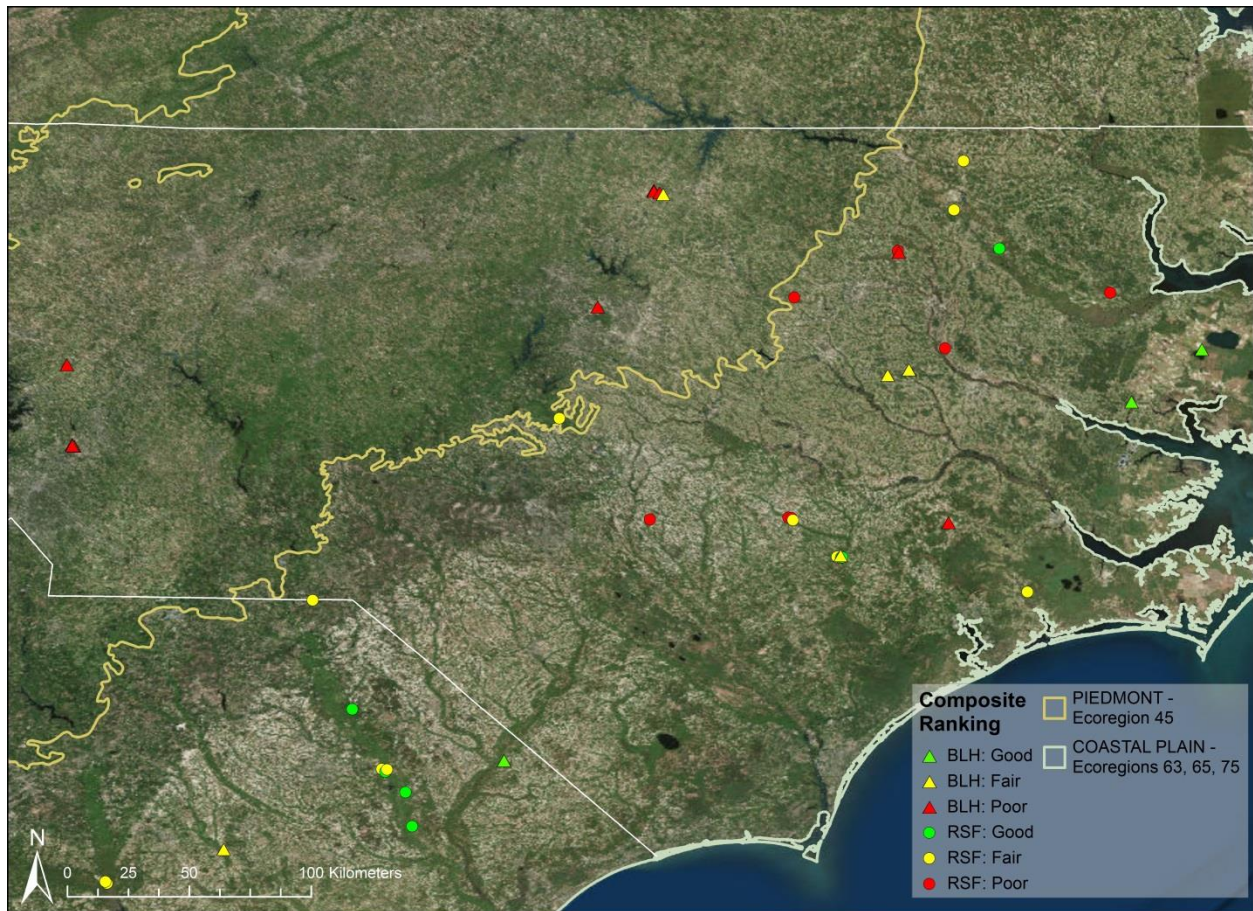 Composite
Ranking
BLH: Good
BLH: Fair
BLH: Poor
RSF: Good
RSF: Fair
RSF: Poor
PIEDMONT -
Ecoregion 45
COASTAL PLAIN -
Ecoregions 63, 65, 75
N
0 25 50 100 Kilometers